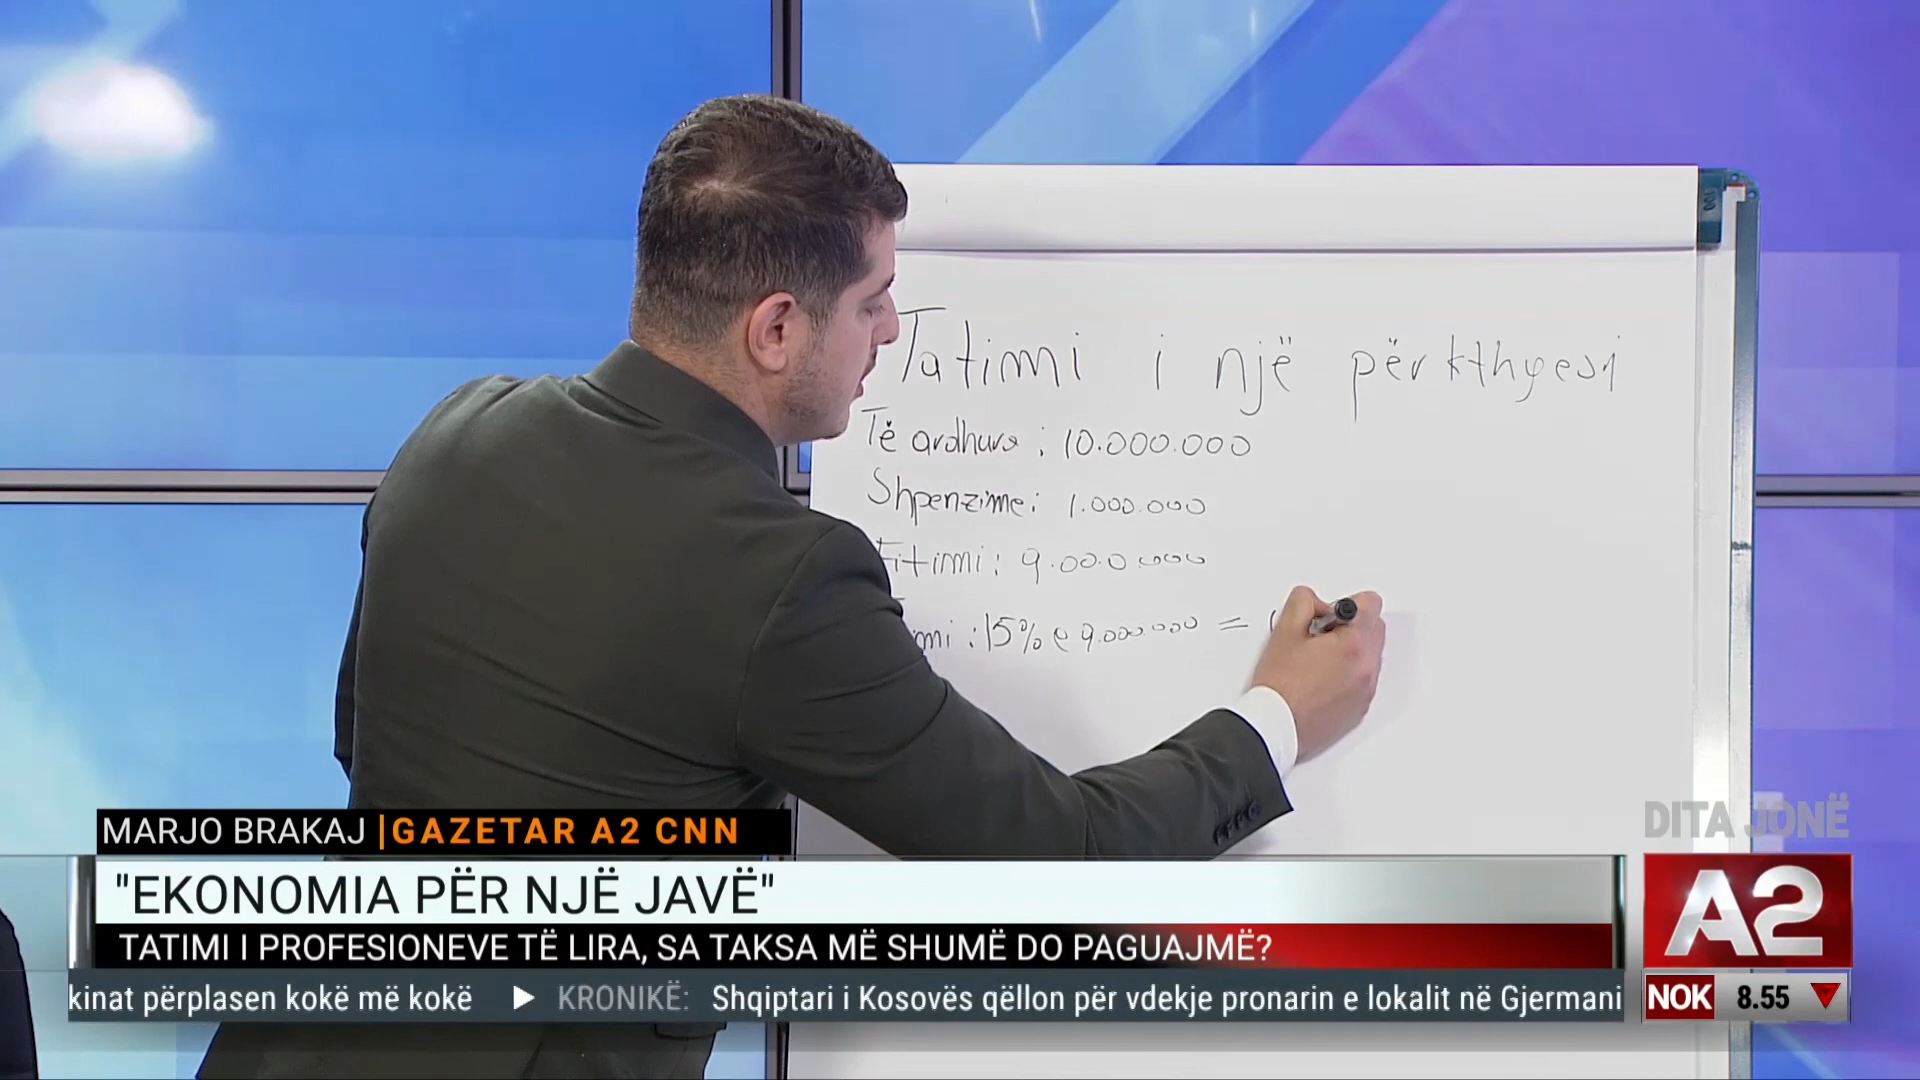 Tatimi i një përkthyesi
Të ardhura : 10.000.000
Shpenzime: 1.000.000
Fitimi: 9.000.000
mi : 15% e 9.000.000 =
MARJO BRAKAJ |GAZETAR A2 CNN
"EKONOMIA PËR NJË JAVË"
TATIMI I PROFESIONEVE TË LIRA, SA TAKSA MË SHUMË DO PAGUAJMË?
kinat përplasen kokë më kokë ▶ KRONIKË: Shqiptari i Kosovës qëllon për vdekje pronarin e lokalit në Gjermani
DITA JONË
A2
NOK 8.55 ▼